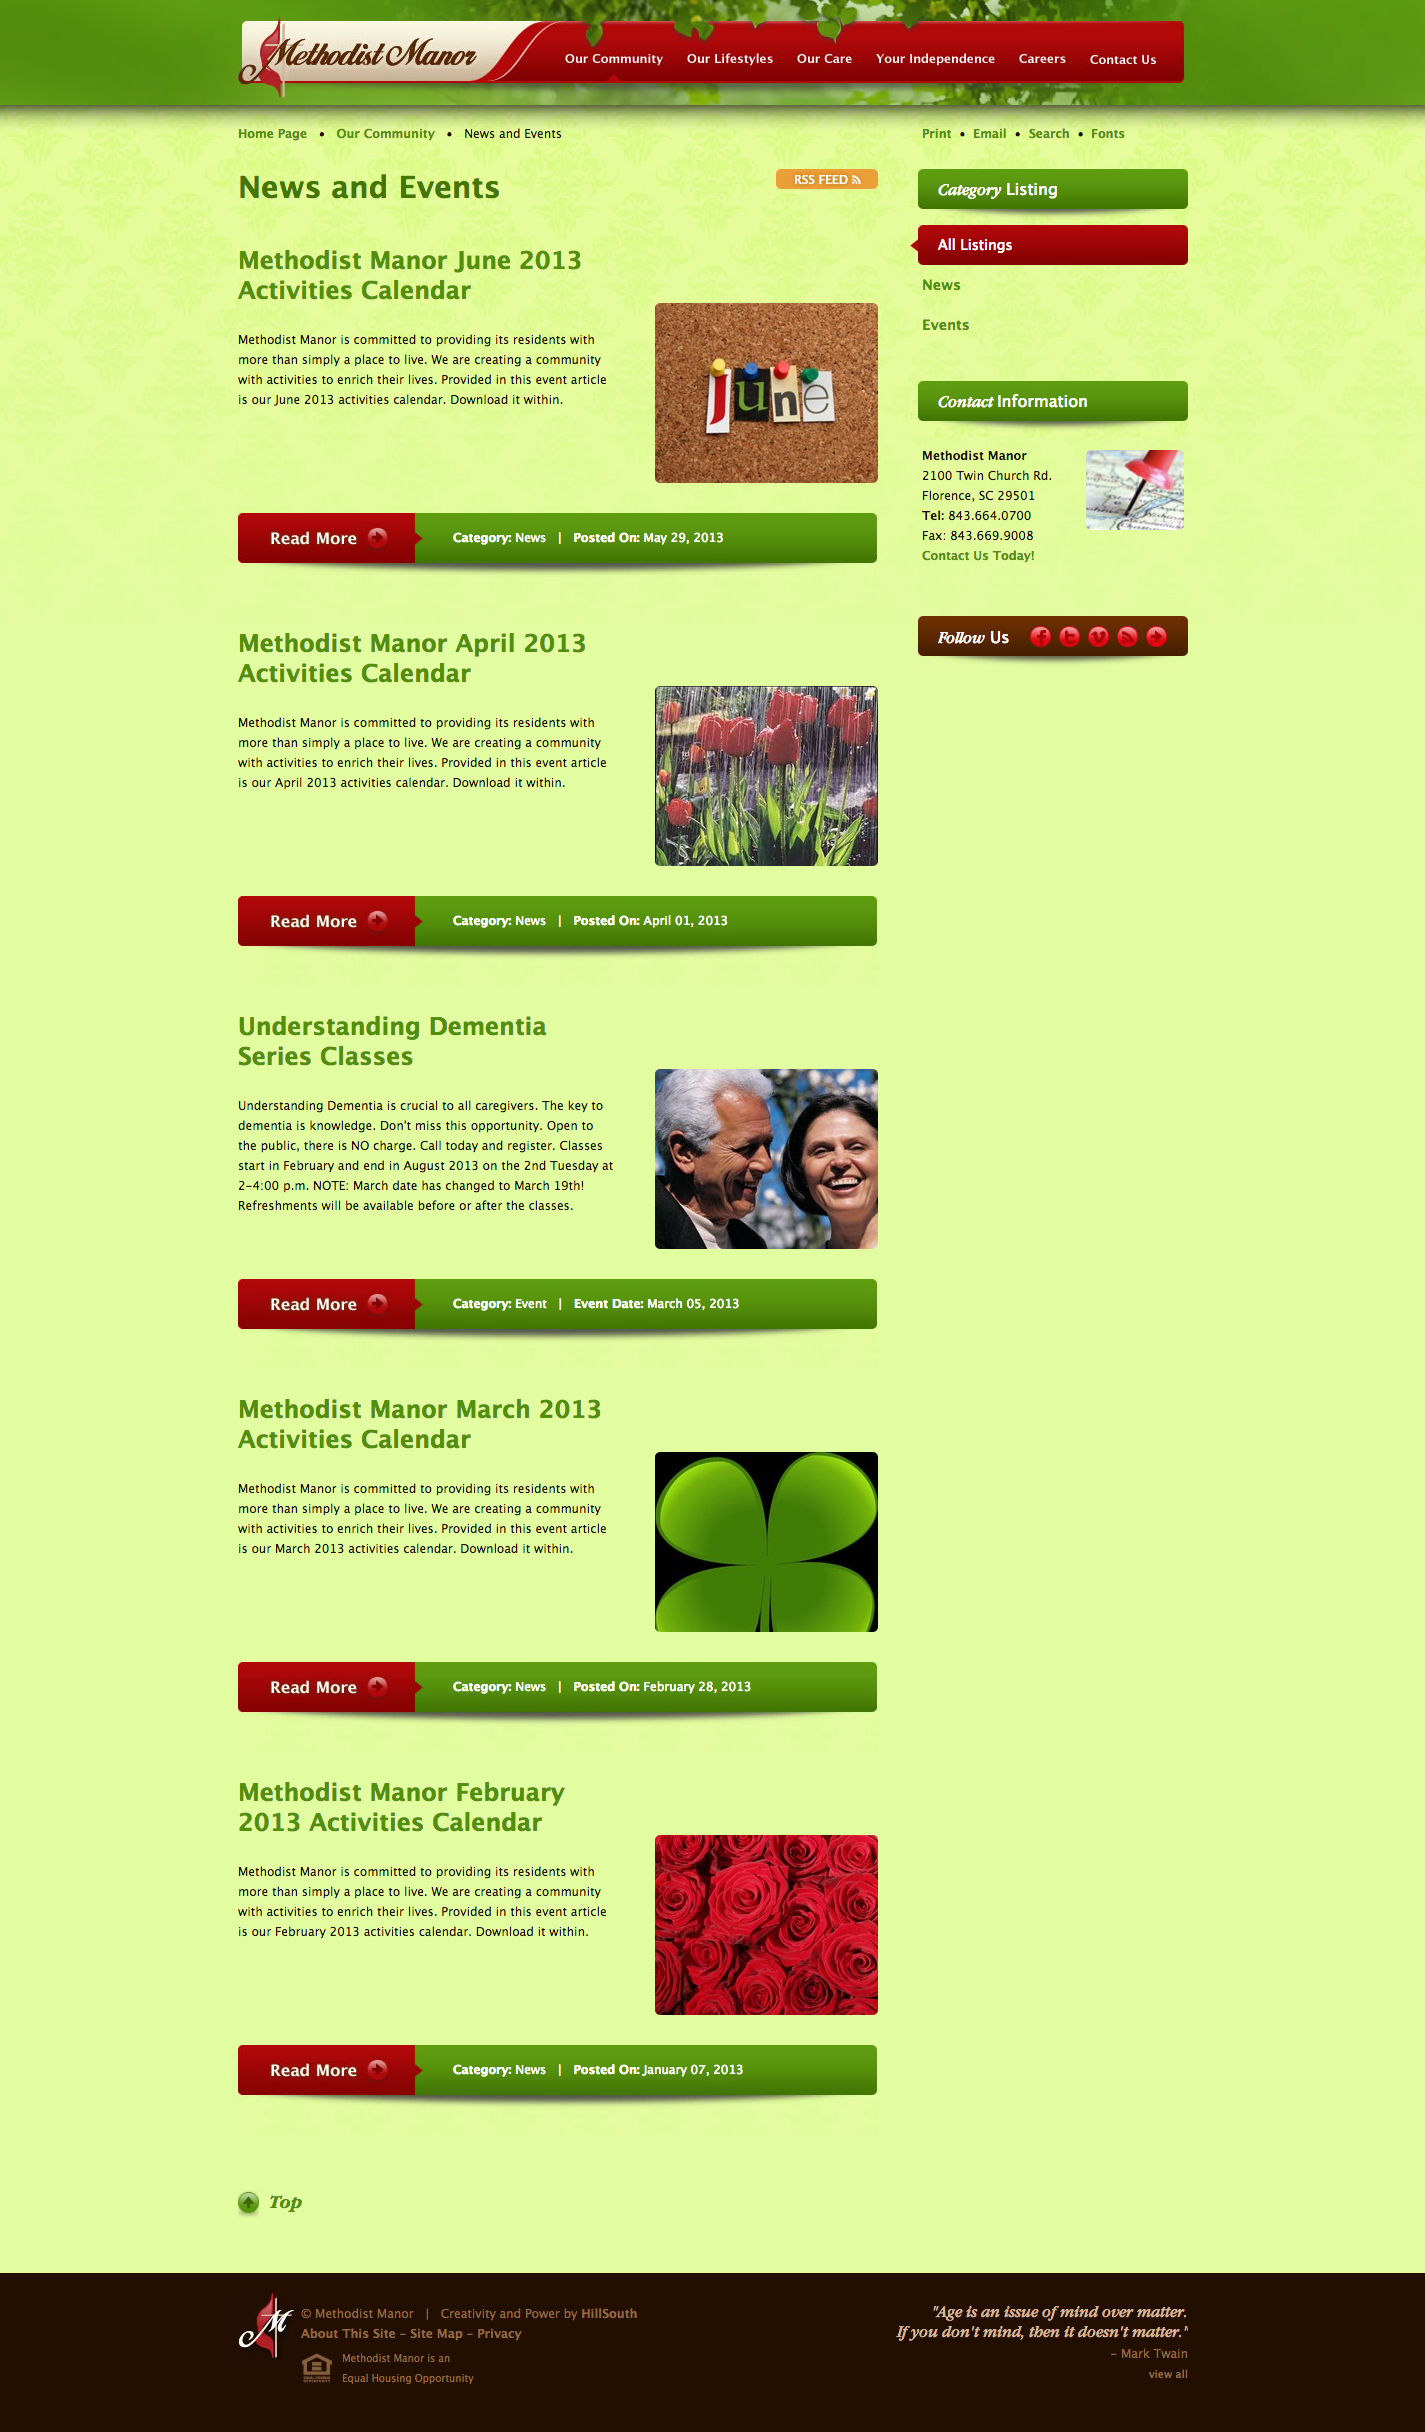 Methodist Manor
Our Community Our Lifestyles Our Care Your Independence Careers Contact Us
Home Page • Our Community • News and Events
Print • Email • Search • Fonts
News and Events
RSS FEED
Methodist Manor June 2013
Activities Calendar
Methodist Manor is committed to providing its residents with
more than simply a place to live. We are creating a community
with activities to enrich their lives. Provided in this event article
is our June 2013 activities calendar. Download it within.
June
Read More
Category: News | Posted On: May 29, 2013
Methodist Manor April 2013
Activities Calendar
Methodist Manor is committed to providing its residents with
more than simply a place to live. We are creating a community
with activities to enrich their lives. Provided in this event article
is our April 2013 activities calendar. Download it within.
Read More
Category: News | Posted On: April 01, 2013
Understanding Dementia
Series Classes
Understanding Dementia is crucial to all caregivers. The key to
dementia is knowledge. Don't miss this opportunity. Open to
the public, there is NO charge. Call today and register. Classes
start in February and end in August 2013 on the 2nd Tuesday at
2-4:00 p.m. NOTE: March date has changed to March 19th!
Refreshments will be available before or after the classes.
Read More
Category: Event | Event Date: March 05, 2013
Methodist Manor March 2013
Activities Calendar
Methodist Manor is committed to providing its residents with
more than simply a place to live. We are creating a community
with activities to enrich their lives. Provided in this event article
is our March 2013 activities calendar. Download it within.
Read More
Category: News | Posted On: February 28, 2013
Methodist Manor February
2013 Activities Calendar
Methodist Manor is committed to providing its residents with
more than simply a place to live. We are creating a community
with activities to enrich their lives. Provided in this event article
is our February 2013 activities calendar. Download it within.
Read More
Category: News | Posted On: January 07, 2013
Top
Category Listing
All Listings
News
Events
Contact Information
Methodist Manor
2100 Twin Church Rd.
Florence, SC 29501
Tel: 843.664.0700
Fax: 843.669.9008
Contact Us Today!
Follow Us
M
© Methodist Manor | Creativity and Power by HillSouth
About This Site - Site Map - Privacy
Methodist Manor is an
Equal Housing Opportunity
"Age is an issue of mind over matter.
If you don't mind, then it doesn't matter."
- Mark Twain
view all